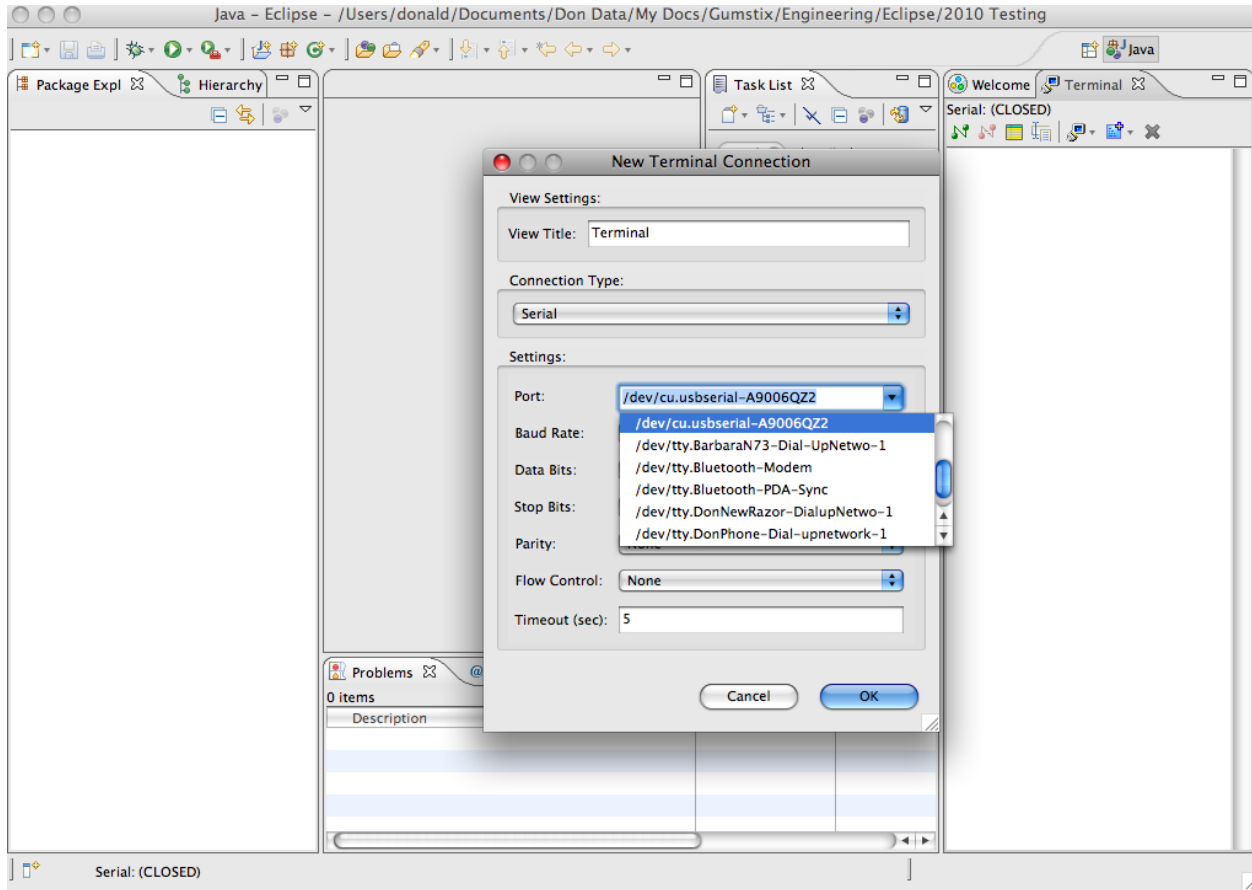 Java – Eclipse – /Users/donald/Documents/Don Data/My Docs/Gumstix/Engineering/Eclipse/2010 Testing
Java
Package Expl
Hierarchy
Task List
Welcome
Terminal
Serial: (CLOSED)
New Terminal Connection
View Settings:
View Title: Terminal
Connection Type:
Serial
Settings:
Port: /dev/cu.usbserial-A9006QZ2
/dev/cu.usbserial-A9006QZ2
Baud Rate:
/dev/tty.BarbaraN73-Dial-UpNetwo-1
Data Bits:
/dev/tty.Bluetooth-Modem
/dev/tty.Bluetooth-PDA-Sync
Stop Bits:
/dev/tty.DonNewRazor-DialupNetwo-1
/dev/tty.DonPhone-Dial-upnetwork-1
Parity: None
Flow Control: None
Timeout (sec): 5
Cancel
OK
Problems
@
0 items
Description
Serial: (CLOSED)